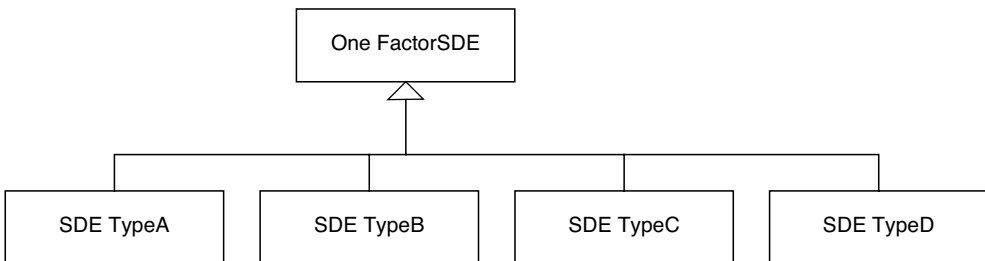 One FactorSDE
SDE TypeA
SDE TypeB
SDE TypeC
SDE TypeD